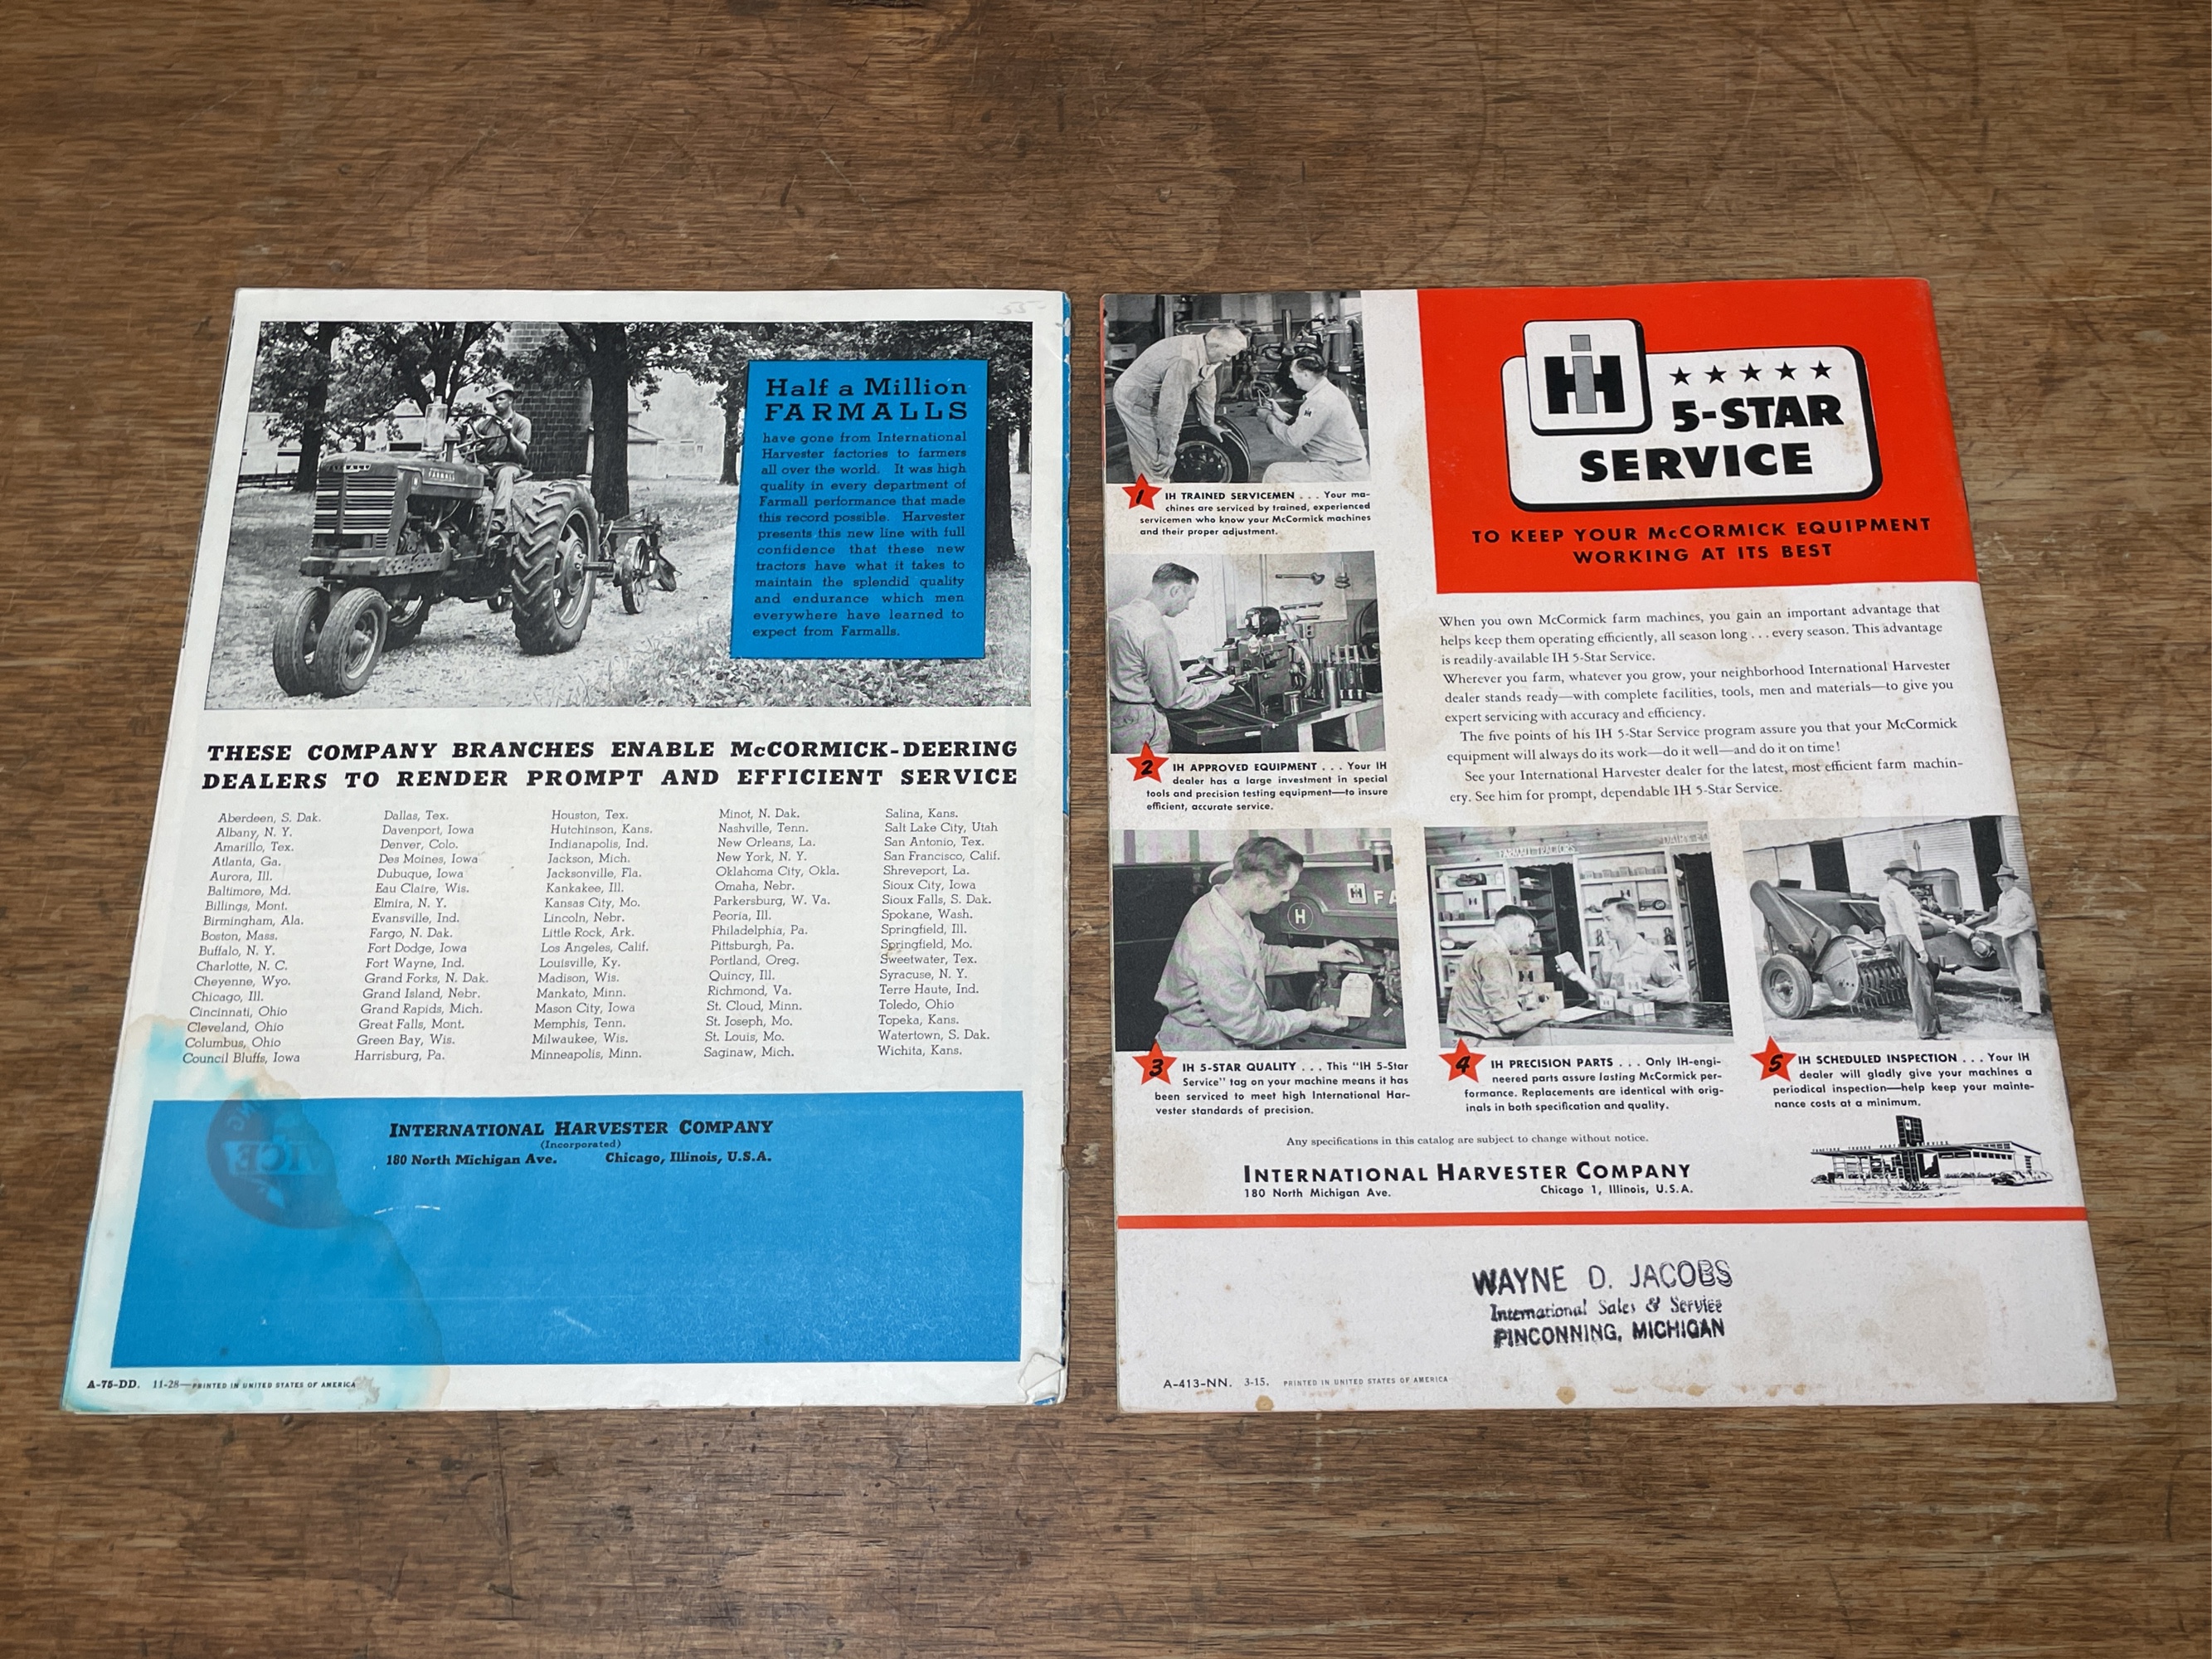 Half a Million
FARMALLS
have gone from International
Harvester factories to farmers
all over the world. It was high
quality in every department of
Farmall performance that made
this record possible. Harvester
presents this new line with full
confidence that these new
tractors have what it takes to
maintain the splendid quality
and endurance which men
everywhere have learned to
expect from Farmalls.
THESE COMPANY BRANCHES ENABLE McCORMICK-DEERING
DEALERS TO RENDER PROMPT AND EFFICIENT SERVICE
Aberdeen, S. Dak.
Albany, N. Y.
Amarillo, Tex.
Atlanta, Ga.
Aurora, Ill.
Baltimore, Md.
Billings, Mont.
Birmingham, Ala.
Boston, Mass.
Buffalo, N. Y.
Charlotte, N. C.
Cheyenne, Wyo.
Chicago, Ill.
Cincinnati, Ohio
Cleveland, Ohio
Columbus, Ohio
Council Bluffs, Iowa
Dallas, Tex.
Davenport, Iowa
Denver, Colo.
Des Moines, Iowa
Dubuque, Iowa
Eau Claire, Wis.
Elmira, N. Y.
Evansville, Ind.
Fargo, N. Dak.
Fort Dodge, Iowa
Fort Wayne, Ind.
Grand Forks, N. Dak.
Grand Island, Nebr.
Grand Rapids, Mich.
Great Falls, Mont.
Green Bay, Wis.
Harrisburg, Pa.
Houston, Tex.
Hutchinson, Kans.
Indianapolis, Ind.
Jackson, Mich.
Jacksonville, Fla.
Kankakee, Ill.
Kansas City, Mo.
Lincoln, Nebr.
Little Rock, Ark.
Los Angeles, Calif.
Louisville, Ky.
Madison, Wis.
Mankato, Minn.
Mason City, Iowa
Memphis, Tenn.
Milwaukee, Wis.
Minneapolis, Minn.
Minot, N. Dak.
Nashville, Tenn.
New Orleans, La.
New York, N. Y.
Oklahoma City, Okla.
Omaha, Nebr.
Parkersburg, W. Va.
Peoria, Ill.
Philadelphia, Pa.
Pittsburgh, Pa.
Portland, Oreg.
Quincy, Ill.
Richmond, Va.
St. Cloud, Minn.
St. Joseph, Mo.
St. Louis, Mo.
Saginaw, Mich.
Salina, Kans.
Salt Lake City, Utah
San Antonio, Tex.
San Francisco, Calif.
Shreveport, La.
Sioux City, Iowa
Sioux Falls, S. Dak.
Spokane, Wash.
Springfield, Ill.
Springfield, Mo.
Sweetwater, Tex.
Syracuse, N. Y.
Terre Haute, Ind.
Toledo, Ohio
Topeka, Kans.
Watertown, S. Dak.
Wichita, Kans.
INTERNATIONAL HARVESTER COMPANY
(Incorporated)
180 North Michigan Ave. Chicago, Illinois, U.S.A.
A-75-DD. 11-28—PRINTED IN UNITED STATES OF AMERICA
IH
5-STAR
SERVICE
TO KEEP YOUR McCORMICK EQUIPMENT
WORKING AT ITS BEST
1 IH TRAINED SERVICEMEN . . . Your ma-
chines are serviced by trained, experienced
servicemen who know your McCormick machines
and their proper adjustment.
2 IH APPROVED EQUIPMENT . . . Your IH
dealer has a large investment in special
tools and precision testing equipment—to insure
efficient, accurate service.
When you own McCormick farm machines, you gain an important advantage that
helps keep them operating efficiently, all season long . . . every season. This advantage
is readily-available IH 5-Star Service.
Wherever you farm, whatever you grow, your neighborhood International Harvester
dealer stands ready—with complete facilities, tools, men and materials—to give you
expert servicing with accuracy and efficiency.
The five points of his IH 5-Star Service program assure you that your McCormick
equipment will always do its work—do it well—and do it on time!
See your International Harvester dealer for the latest, most efficient farm machin-
ery. See him for prompt, dependable IH 5-Star Service.
H IH FA
FARMALL TRACTORS
3 IH 5-STAR QUALITY . . . This "IH 5-Star
Service" tag on your machine means it has
been serviced to meet high International Har-
vester standards of precision.
4 IH PRECISION PARTS . . . Only IH-engi-
neered parts assure lasting McCormick per-
formance. Replacements are identical with orig-
inals in both specification and quality.
5 IH SCHEDULED INSPECTION . . . Your IH
dealer will gladly give your machines a
periodical inspection—help keep your mainte-
nance costs at a minimum.
Any specifications in this catalog are subject to change without notice.
INTERNATIONAL HARVESTER COMPANY
180 North Michigan Ave. Chicago 1, Illinois, U.S.A.
WAYNE D. JACOBS
International Sales & Service
PINCONNING, MICHIGAN
A-413-NN. 3-15. PRINTED IN UNITED STATES OF AMERICA